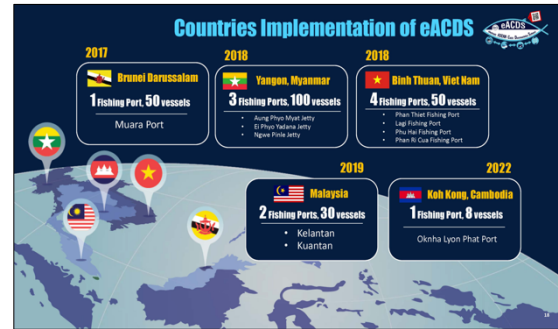 Countries Implementation of eACDS
eACDS
2017
Brunei Darussalam
1 Fishing Port, 50 vessels
Muara Port
2018
Yangon, Myanmar
3 Fishing Ports, 100 vessels
• Aung Phyo Myat Jetty
• Ei Phyo Yadana Jetty
• Ngwe Pinle Jetty
2018
Binh Thuan, Viet Nam
4 Fishing Ports, 50 vessels
• Phan Thiet Fishing Port
• Lagi Fishing Port
• Phu Hai Fishing Port
• Phan Ri Cua Fishing Port
2019
Malaysia
2 Fishing Ports, 30 vessels
• Kelantan
• Kuantan
2022
Koh Kong, Cambodia
1 Fishing Port, 8 vessels
Oknha Lyon Phat Port